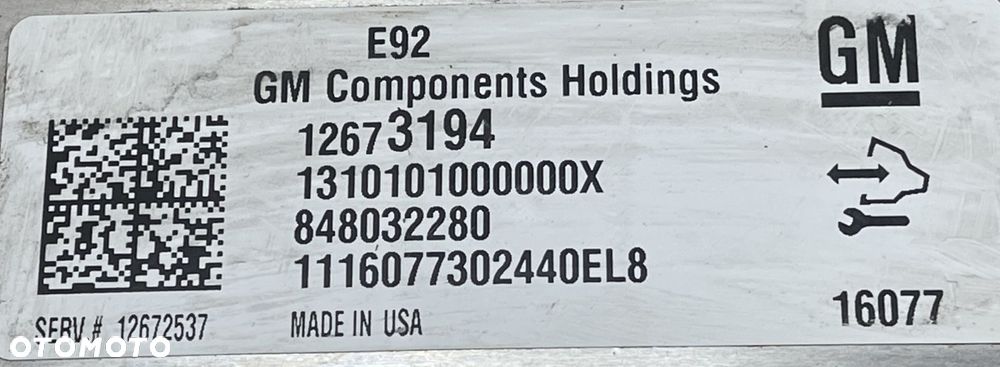 E92
GM Components Holdings
GM
12673194
1310101000000X
848032280
1116077302440EL8
16077
SERV# 12672537
MADE IN USA
OTOMOTO